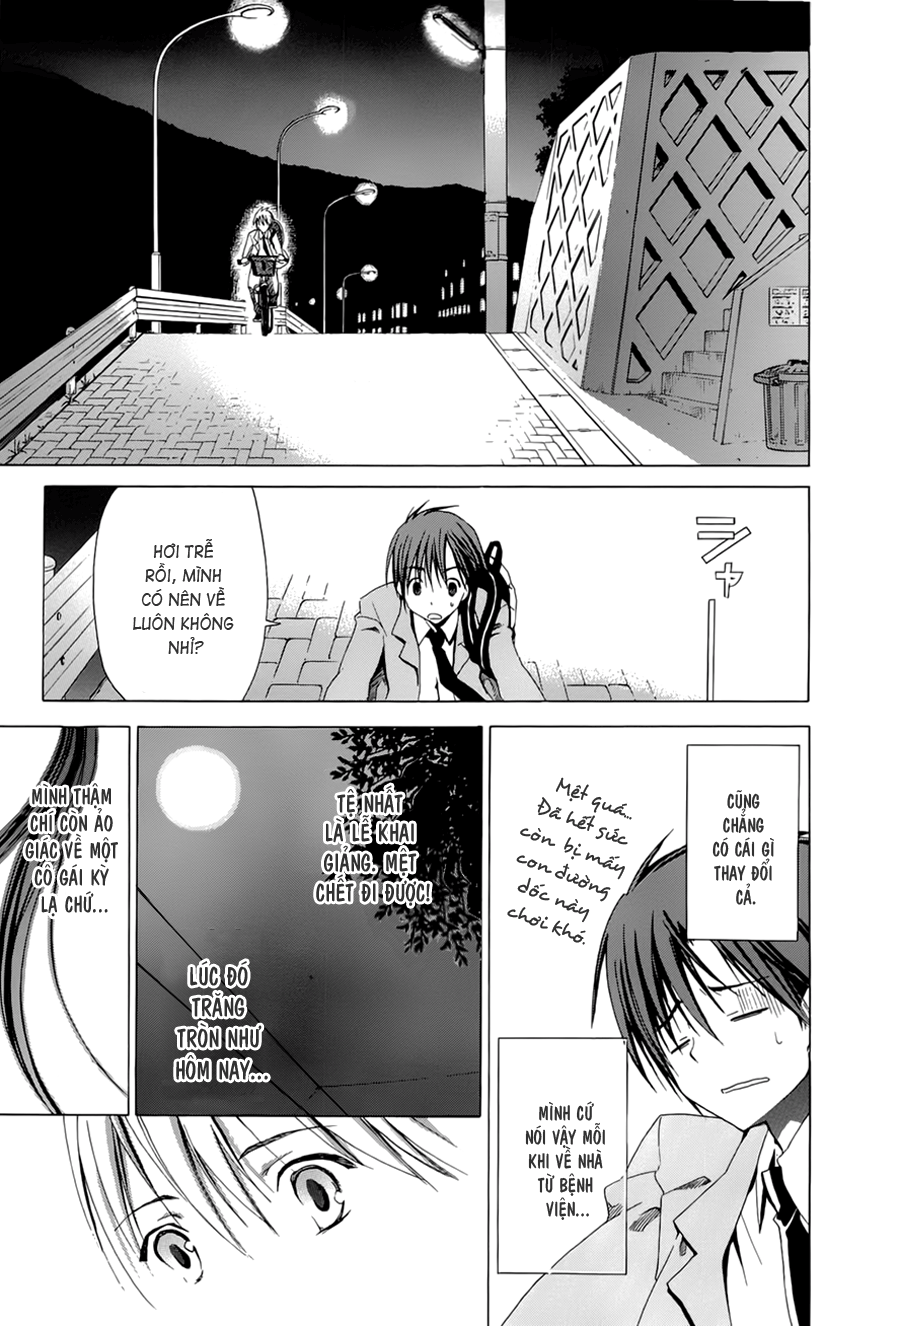 HƠI TRỄ
RỒI, MÌNH
CÓ NÊN VỀ
LUÔN KHÔNG
NHỈ?
シャー
CŨNG
CHẲNG
CÓ CÁI GÌ
THAY ĐỔI
CẢ.
Mệt quá...
Đã hết sức
còn bị mấy
con đường
dốc này
chơi khó.
MÌNH CỨ
NÓI VẬY MỖI
KHI VỀ NHÀ
TỪ BỆNH
VIỆN...
TỆ NHẤT
LÀ LỄ KHAI
GIẢNG. MỆT
CHẾT ĐI ĐƯỢC!
LÚC ĐÓ
TRĂNG
TRÒN NHƯ
HÔM NAY...
MÌNH THẬM
CHÍ CÒN ẢO
GIÁC VỀ MỘT
CÔ GÁI KỲ
LẠ CHỨ...